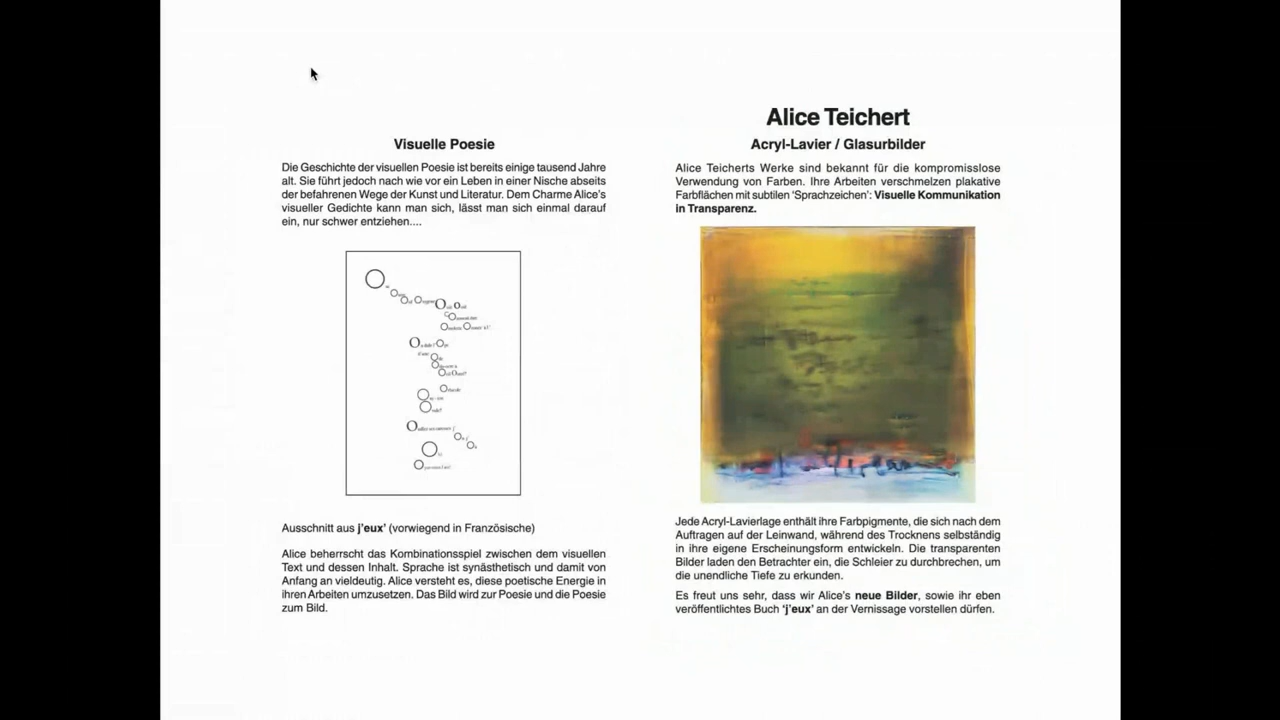 Visuelle Poesie
Die Geschichte der visuellen Poesie ist bereits einige tausend Jahre
alt. Sie führt jedoch nach wie vor ein Leben in einer Nische abseits
der befahrenen Wege der Kunst und Literatur. Dem Charme Alice's
visueller Gedichte kann man sich, lässt man sich einmal darauf
ein, nur schwer entziehen....
Ausschnitt aus j'eux' (vorwiegend in Französische)
Alice beherrscht das Kombinationsspiel zwischen dem visuellen
Text und dessen Inhalt. Sprache ist synästhetisch und damit von
Anfang an vieldeutig. Alice versteht es, diese poetische Energie in
ihren Arbeiten umzusetzen. Das Bild wird zur Poesie und die Poesie
zum Bild.
Alice Teichert
Acryl-Lavier / Glasurbilder
Alice Teicherts Werke sind bekannt für die kompromisslose
Verwendung von Farben. Ihre Arbeiten verschmelzen plakative
Farbflächen mit subtilen 'Sprachzeichen': Visuelle Kommunikation
in Transparenz.
Jede Acryl-Lavierlage enthält ihre Farbpigmente, die sich nach dem
Auftragen auf der Leinwand, während des Trocknens selbständig
in ihre eigene Erscheinungsform entwickeln. Die transparenten
Bilder laden den Betrachter ein, die Schleier zu durchbrechen, um
die unendliche Tiefe zu erkunden.
Es freut uns sehr, dass wir Alice's neue Bilder, sowie ihr eben
veröffentlichtes Buch 'j'eux' an der Vernissage vorstellen dürfen.